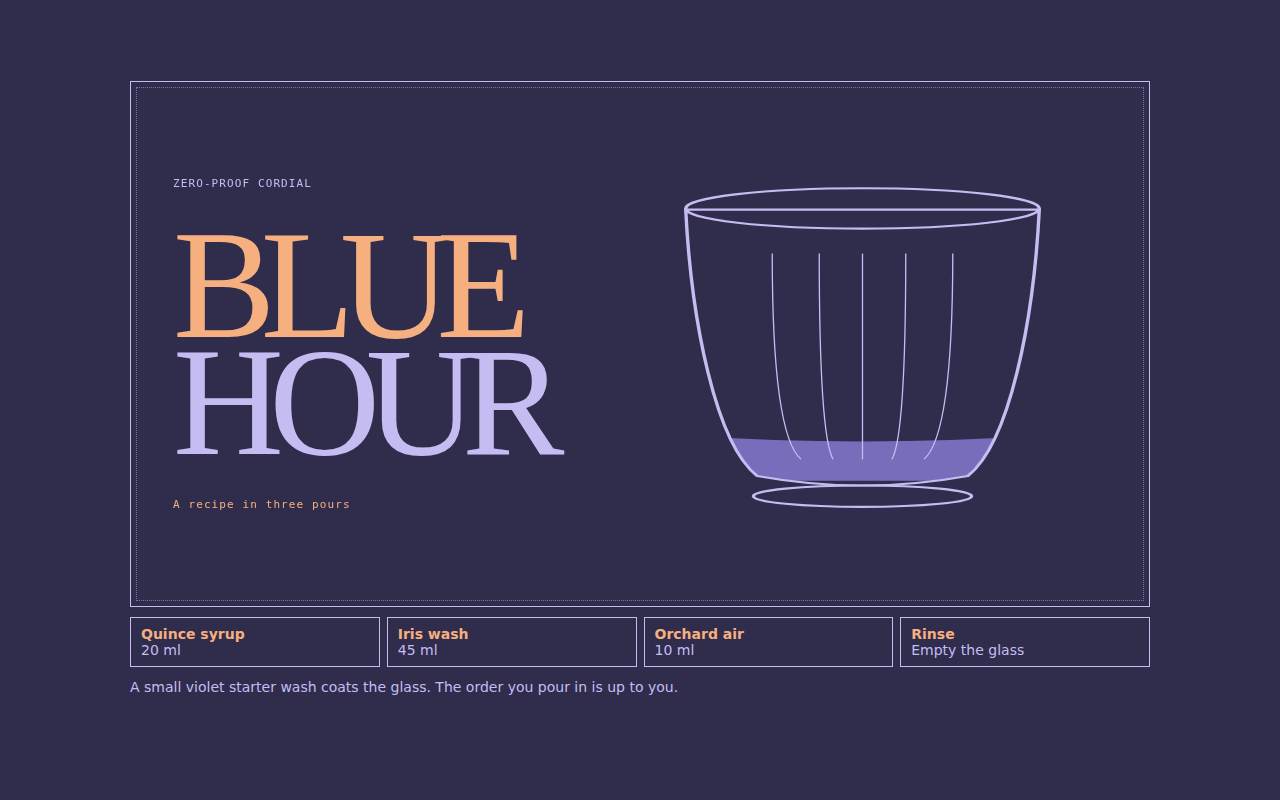 ZERO-PROOF CORDIAL
BLUE
HOUR
A recipe in three pours
Quince syrup
20 ml
Iris wash
45 ml
Orchard air
10 ml
Rinse
Empty the glass
A small violet starter wash coats the glass. The order you pour in is up to you.